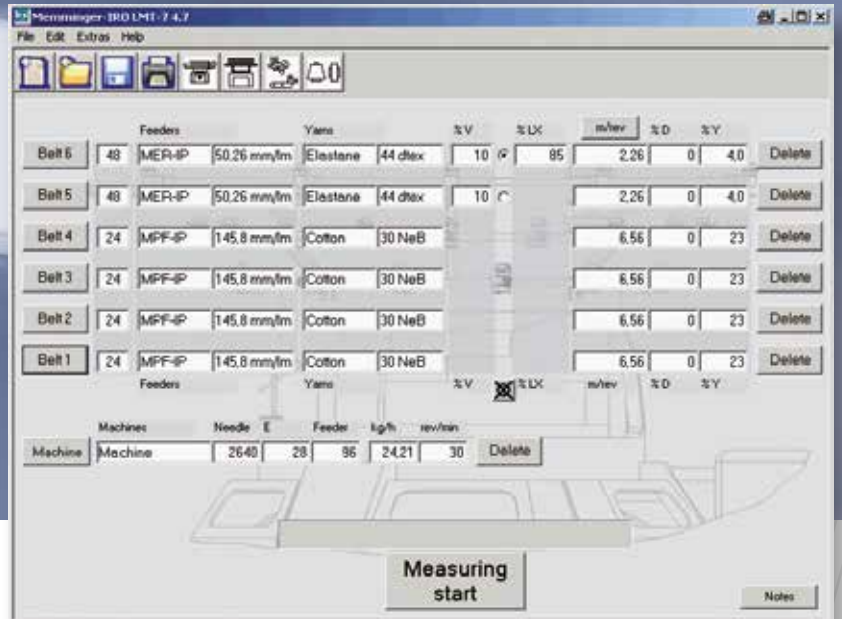 Memminger-IRO LMT-7 4.7
File Edit Extras Help
Feeders Yarns %V %LX m/rev %D %Y
Belt 6 48 MER-IP 50,26 mm/Im Elastane 44 dtex 10 85 2,26 0 4,0 Delete
Belt 5 48 MER-IP 50,26 mm/Im Elastane 44 dtex 10 2,26 0 4,0 Delete
Belt 4 24 MPF-IP 145,8 mm/Im Cotton 30 NeB 6,56 0 23 Delete
Belt 3 24 MPF-IP 145,8 mm/Im Cotton 30 NeB 6,56 0 23 Delete
Belt 2 24 MPF-IP 145,8 mm/Im Cotton 30 NeB 6,56 0 23 Delete
Belt 1 24 MPF-IP 145,8 mm/Im Cotton 30 NeB 6,56 0 23 Delete
Feeders Yarns %V %LX m/rev %D %Y
Machines Needle E Feeder kg/h rev/min
Machine Machine 2640 28 96 24,21 30 Delete
Measuring
start
Notes